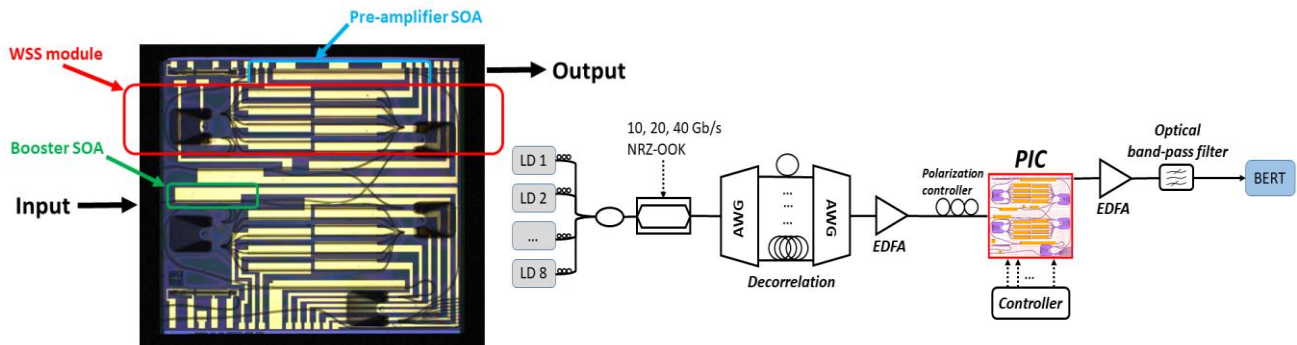 Pre-amplifier SOA
WSS module
Output
Booster SOA
Input
10, 20, 40 Gb/s
NRZ-OOK
LD 1
LD 2
...
LD 8
AWG
...
...
...
AWG
Decorrelation
EDFA
Polarization
controller
PIC
...
Controller
EDFA
Optical
band-pass filter
BERT